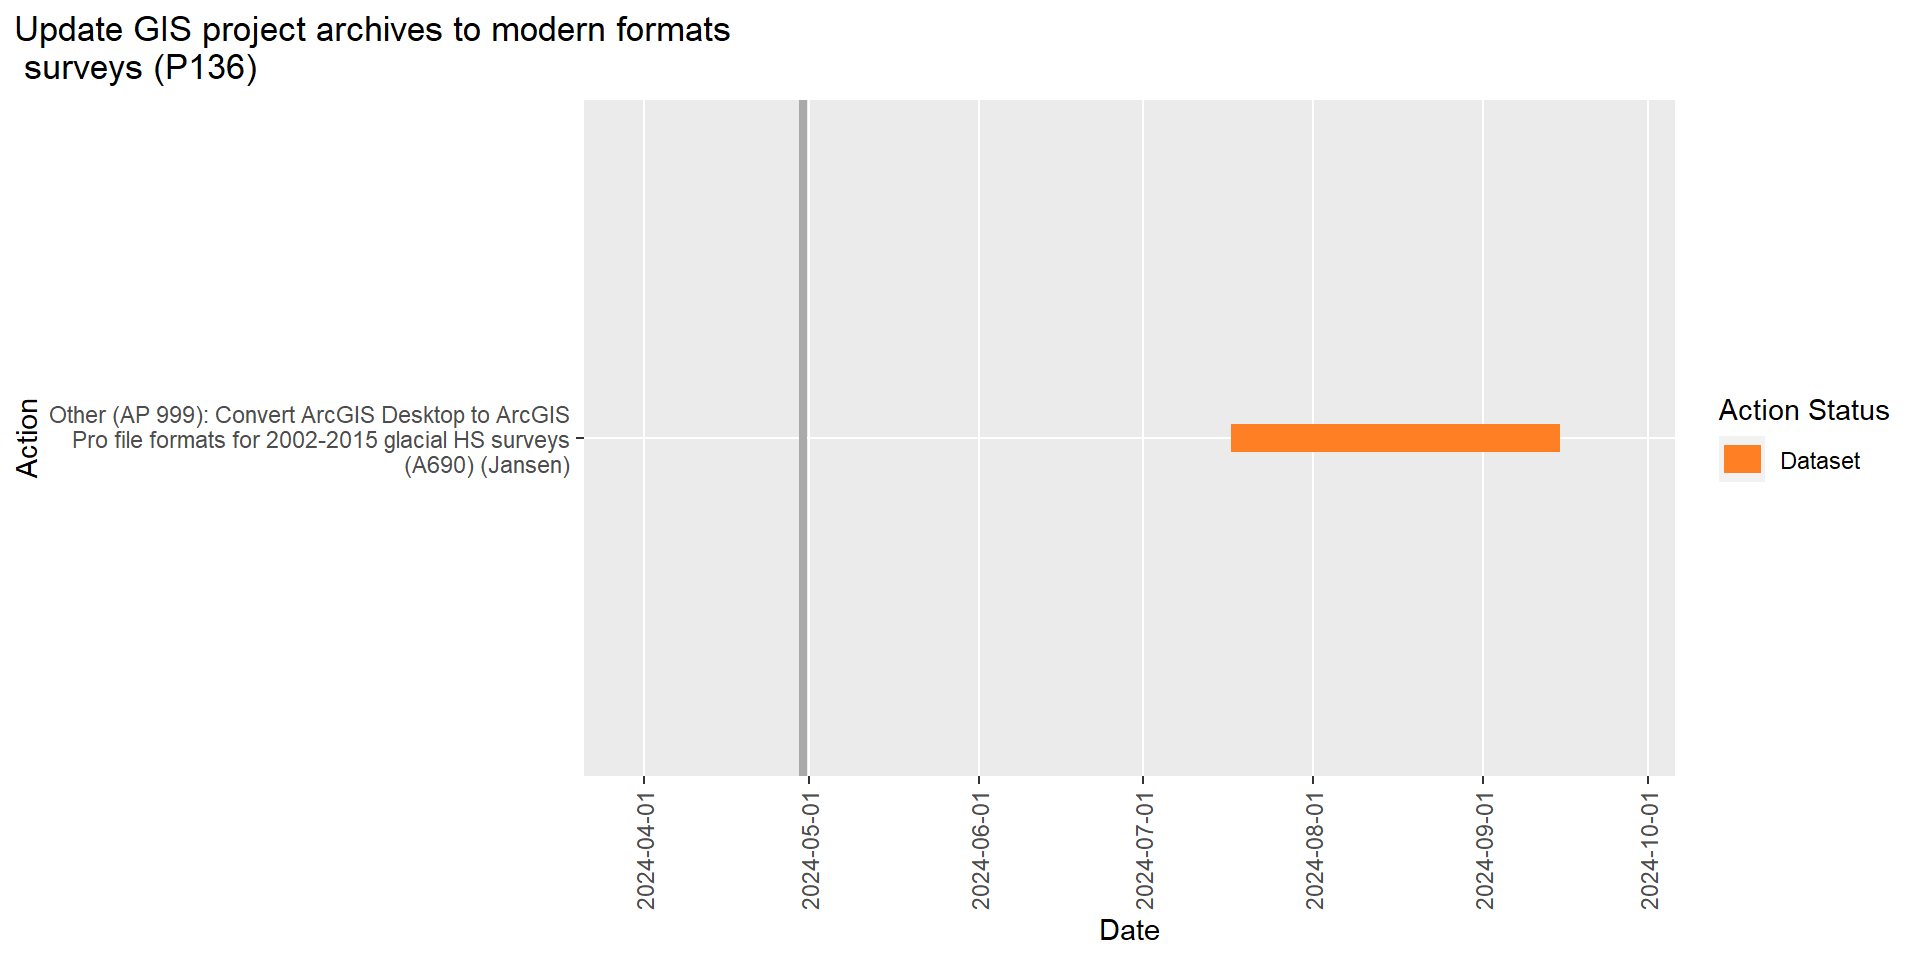 Update GIS project archives to modern formats
surveys (P136)
Action
Other (AP 999): Convert ArcGIS Desktop to ArcGIS
Pro file formats for 2002-2015 glacial HS surveys
(A690) (Jansen)
Action Status
Dataset
2024-04-01
2024-05-01
2024-06-01
2024-07-01
2024-08-01
2024-09-01
2024-10-01
Date